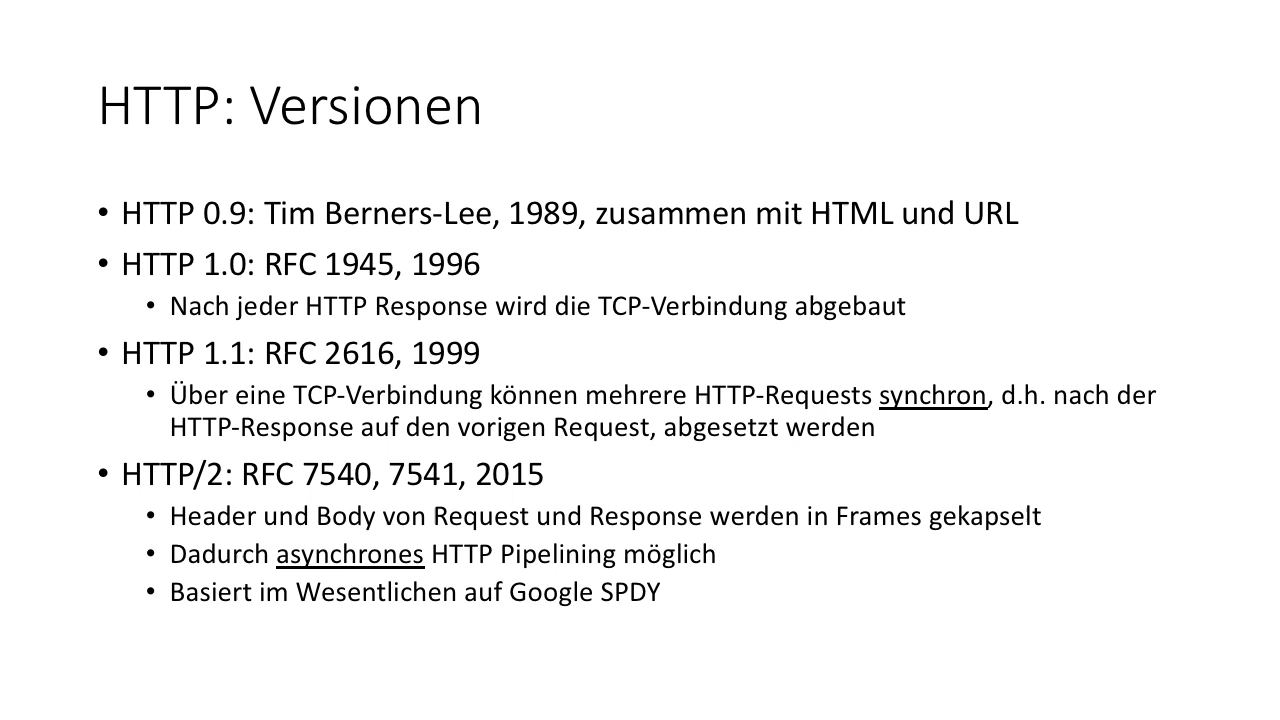 HTTP: Versionen
• HTTP 0.9: Tim Berners-Lee, 1989, zusammen mit HTML und URL
• HTTP 1.0: RFC 1945, 1996
• Nach jeder HTTP Response wird die TCP-Verbindung abgebaut
• HTTP 1.1: RFC 2616, 1999
• Über eine TCP-Verbindung können mehrere HTTP-Requests synchron, d.h. nach der
HTTP-Response auf den vorigen Request, abgesetzt werden
• HTTP/2: RFC 7540, 7541, 2015
• Header und Body von Request und Response werden in Frames gekapselt
• Dadurch asynchrones HTTP Pipelining möglich
• Basiert im Wesentlichen auf Google SPDY